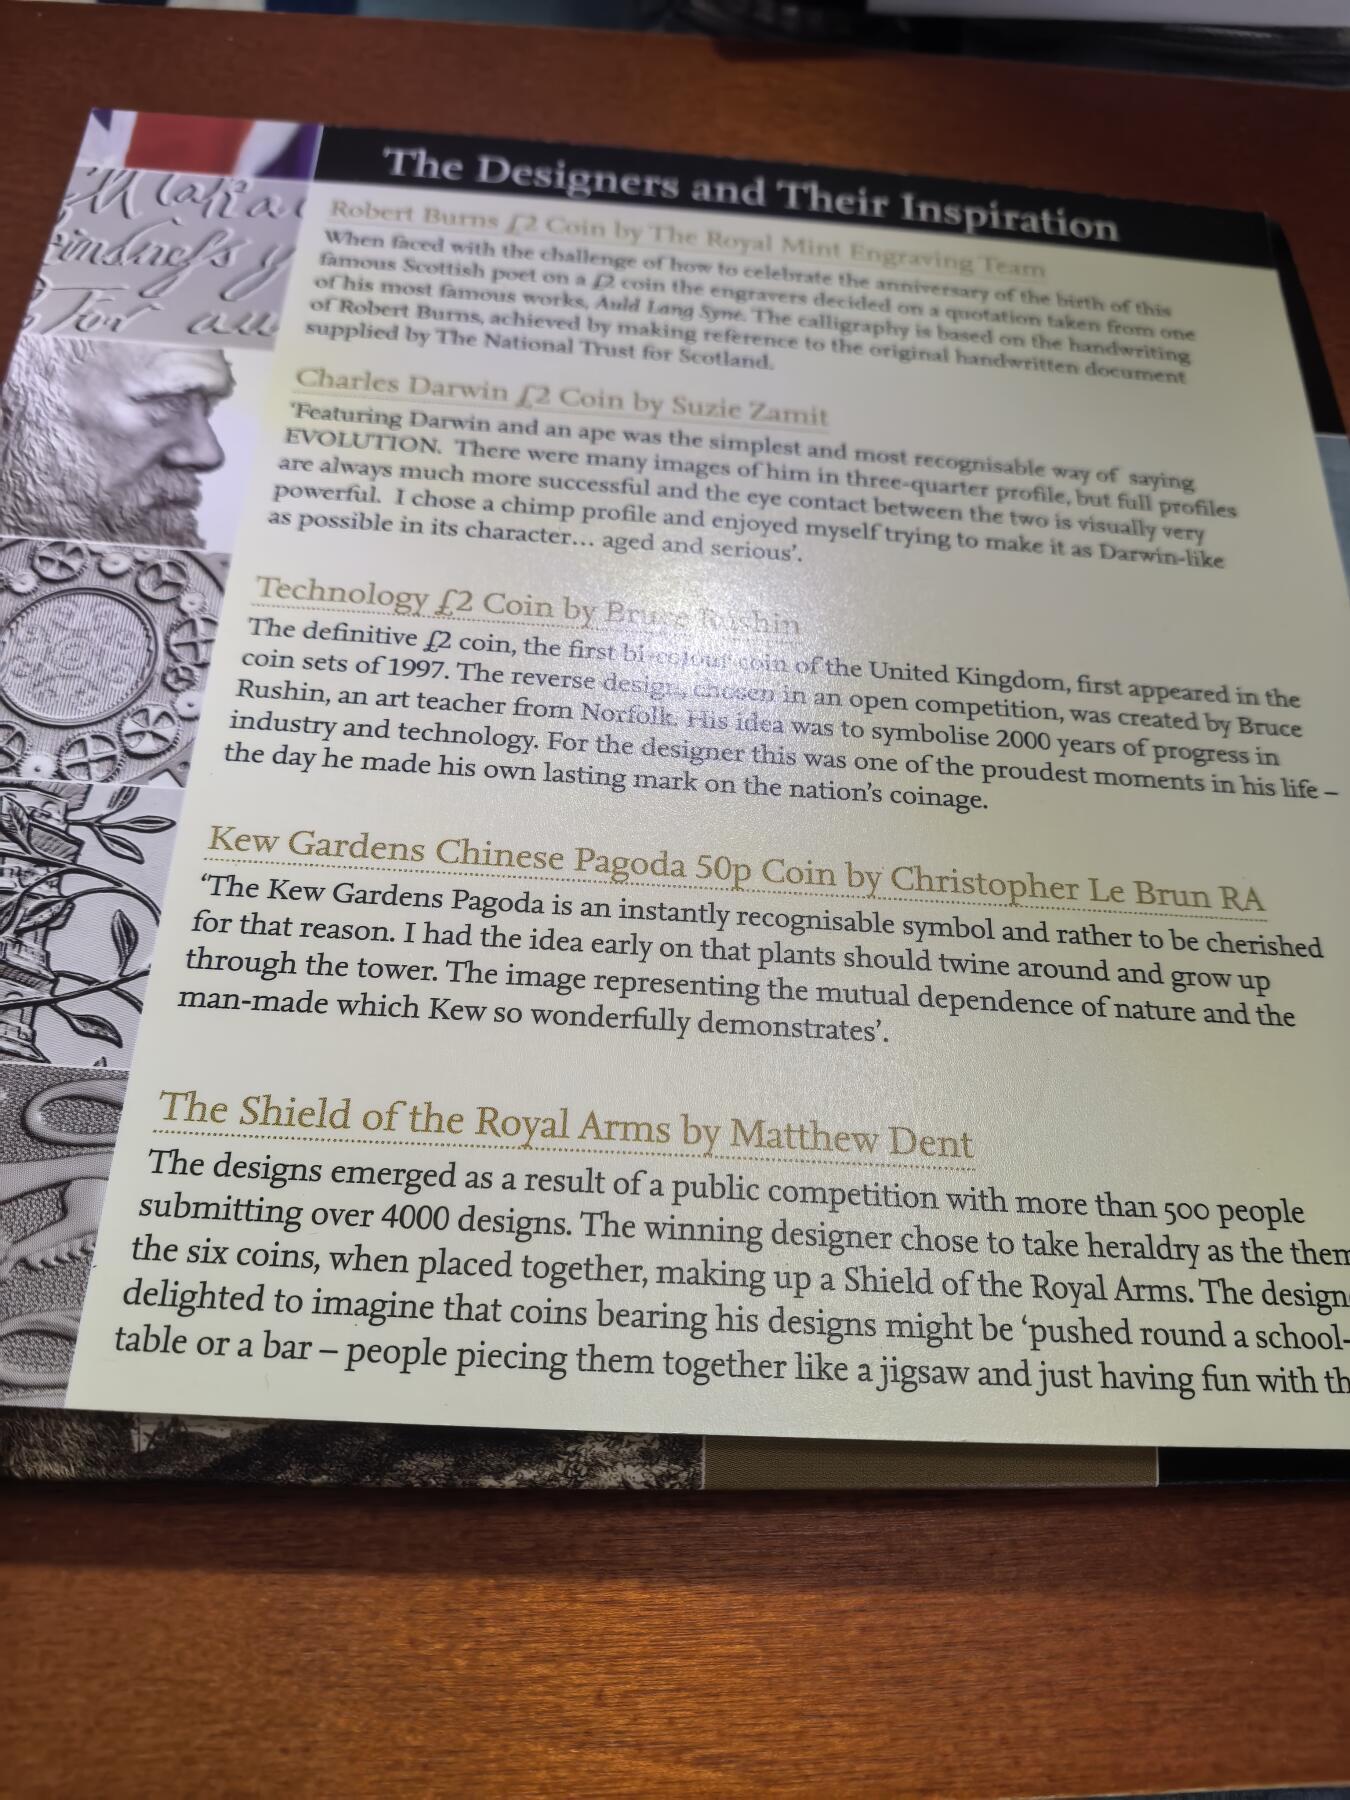 The Designers and Their Inspiration
Robert Burns £2 Coin by The Royal Mint Engraving Team
When faced with the challenge of how to celebrate the anniversary of the birth of this
famous Scottish poet on a £2 coin the engravers decided on a quotation taken from one
of his most famous works, Auld Lang Syne. The calligraphy is based on the handwriting
of Robert Burns, achieved by making reference to the original handwritten document
supplied by The National Trust for Scotland.
Charles Darwin £2 Coin by Suzie Zamit
'Featuring Darwin and an ape was the simplest and most recognisable way of saying
EVOLUTION. There were many images of him in three-quarter profile, but full profiles
are always much more successful and the eye contact between the two is visually very
powerful. I chose a chimp profile and enjoyed myself trying to make it as Darwin-like
as possible in its character... aged and serious'.
Technology £2 Coin by Bruce Rushin
The definitive £2 coin, the first bi-colour coin of the United Kingdom, first appeared in the
coin sets of 1997. The reverse design, chosen in an open competition, was created by Bruce
Rushin, an art teacher from Norfolk. His idea was to symbolise 2000 years of progress in
industry and technology. For the designer this was one of the proudest moments in his life –
the day he made his own lasting mark on the nation's coinage.
Kew Gardens Chinese Pagoda 50p Coin by Christopher Le Brun RA
'The Kew Gardens Pagoda is an instantly recognisable symbol and rather to be cherished
for that reason. I had the idea early on that plants should twine around and grow up
through the tower. The image representing the mutual dependence of nature and the
man-made which Kew so wonderfully demonstrates'.
The Shield of the Royal Arms by Matthew Dent
The designs emerged as a result of a public competition with more than 500 people
submitting over 4000 designs. The winning designer chose to take heraldry as the them
the six coins, when placed together, making up a Shield of the Royal Arms. The design
delighted to imagine that coins bearing his designs might be 'pushed round a school-
table or a bar – people piecing them together like a jigsaw and just having fun with th